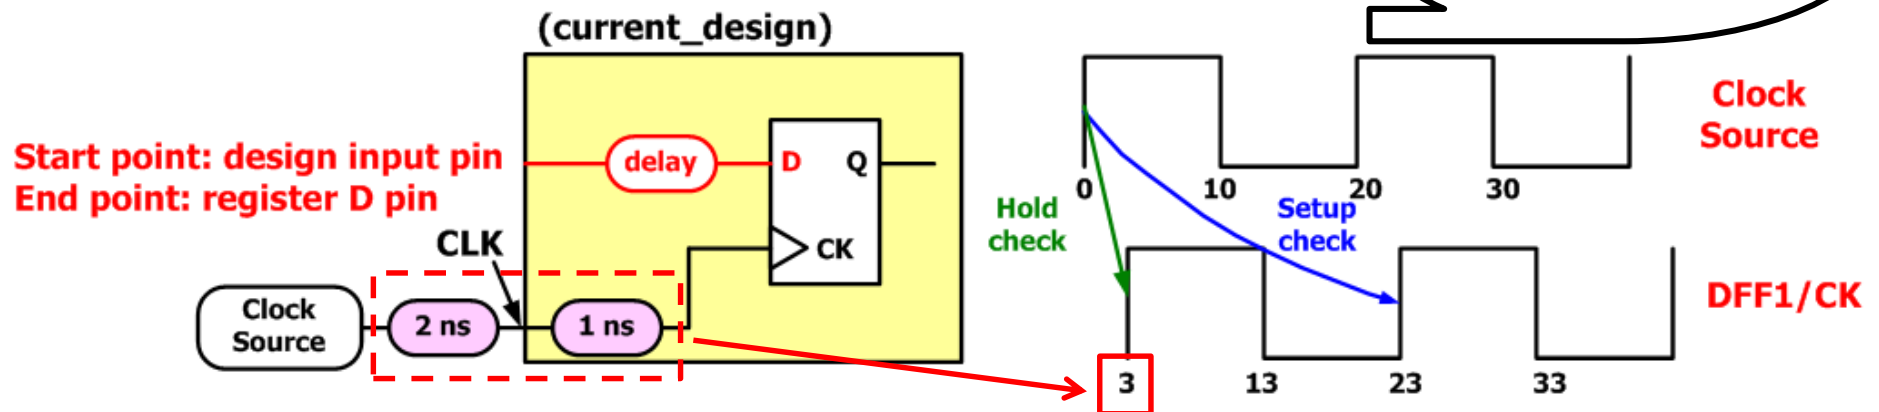 (current_design)
Start point: design input pin
End point: register D pin
delay
D
Q
CK
CLK
Clock
Source
2 ns
1 ns
Clock
Source
0
10
20
30
Hold
check
Setup
check
DFF1/CK
3
13
23
33